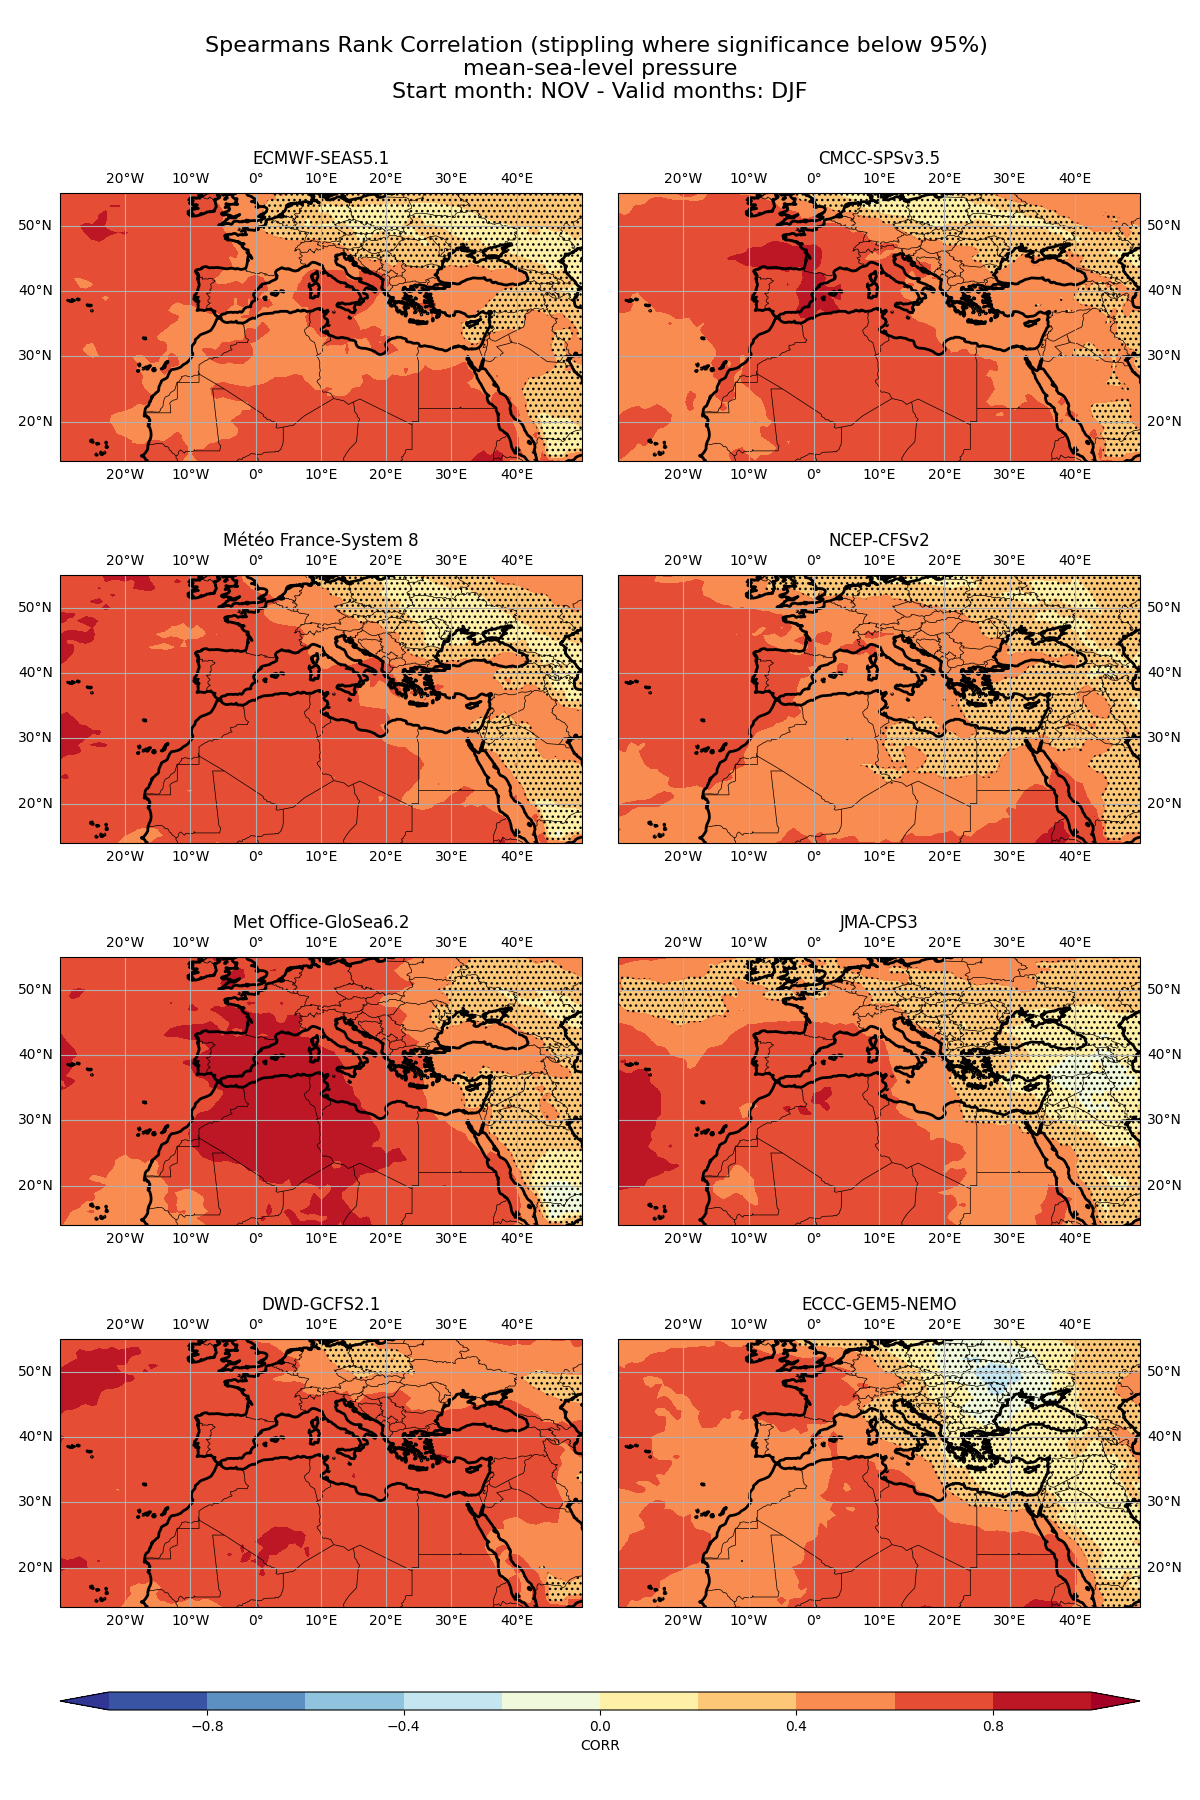 Spearmans Rank Correlation (stippling where significance below 95%)
mean-sea-level pressure
Start month: NOV - Valid months: DJF
ECMWF-SEAS5.1
CMCC-SPSv3.5
20°W 10°W 0° 10°E 20°E 30°E 40°E
20°W 10°W 0° 10°E 20°E 30°E 40°E
50°N
50°N
40°N
40°N
30°N
30°N
20°N
20°N
20°W 10°W 0° 10°E 20°E 30°E 40°E
20°W 10°W 0° 10°E 20°E 30°E 40°E
Météo France-System 8
NCEP-CFSv2
20°W 10°W 0° 10°E 20°E 30°E 40°E
20°W 10°W 0° 10°E 20°E 30°E 40°E
50°N
50°N
40°N
40°N
30°N
30°N
20°N
20°N
20°W 10°W 0° 10°E 20°E 30°E 40°E
20°W 10°W 0° 10°E 20°E 30°E 40°E
Met Office-GloSea6.2
JMA-CPS3
20°W 10°W 0° 10°E 20°E 30°E 40°E
20°W 10°W 0° 10°E 20°E 30°E 40°E
50°N
50°N
40°N
40°N
30°N
30°N
20°N
20°N
20°W 10°W 0° 10°E 20°E 30°E 40°E
20°W 10°W 0° 10°E 20°E 30°E 40°E
DWD-GCFS2.1
ECCC-GEM5-NEMO
20°W 10°W 0° 10°E 20°E 30°E 40°E
20°W 10°W 0° 10°E 20°E 30°E 40°E
50°N
50°N
40°N
40°N
30°N
30°N
20°N
20°N
20°W 10°W 0° 10°E 20°E 30°E 40°E
20°W 10°W 0° 10°E 20°E 30°E 40°E
−0.8 −0.4 0.0 0.4 0.8
CORR